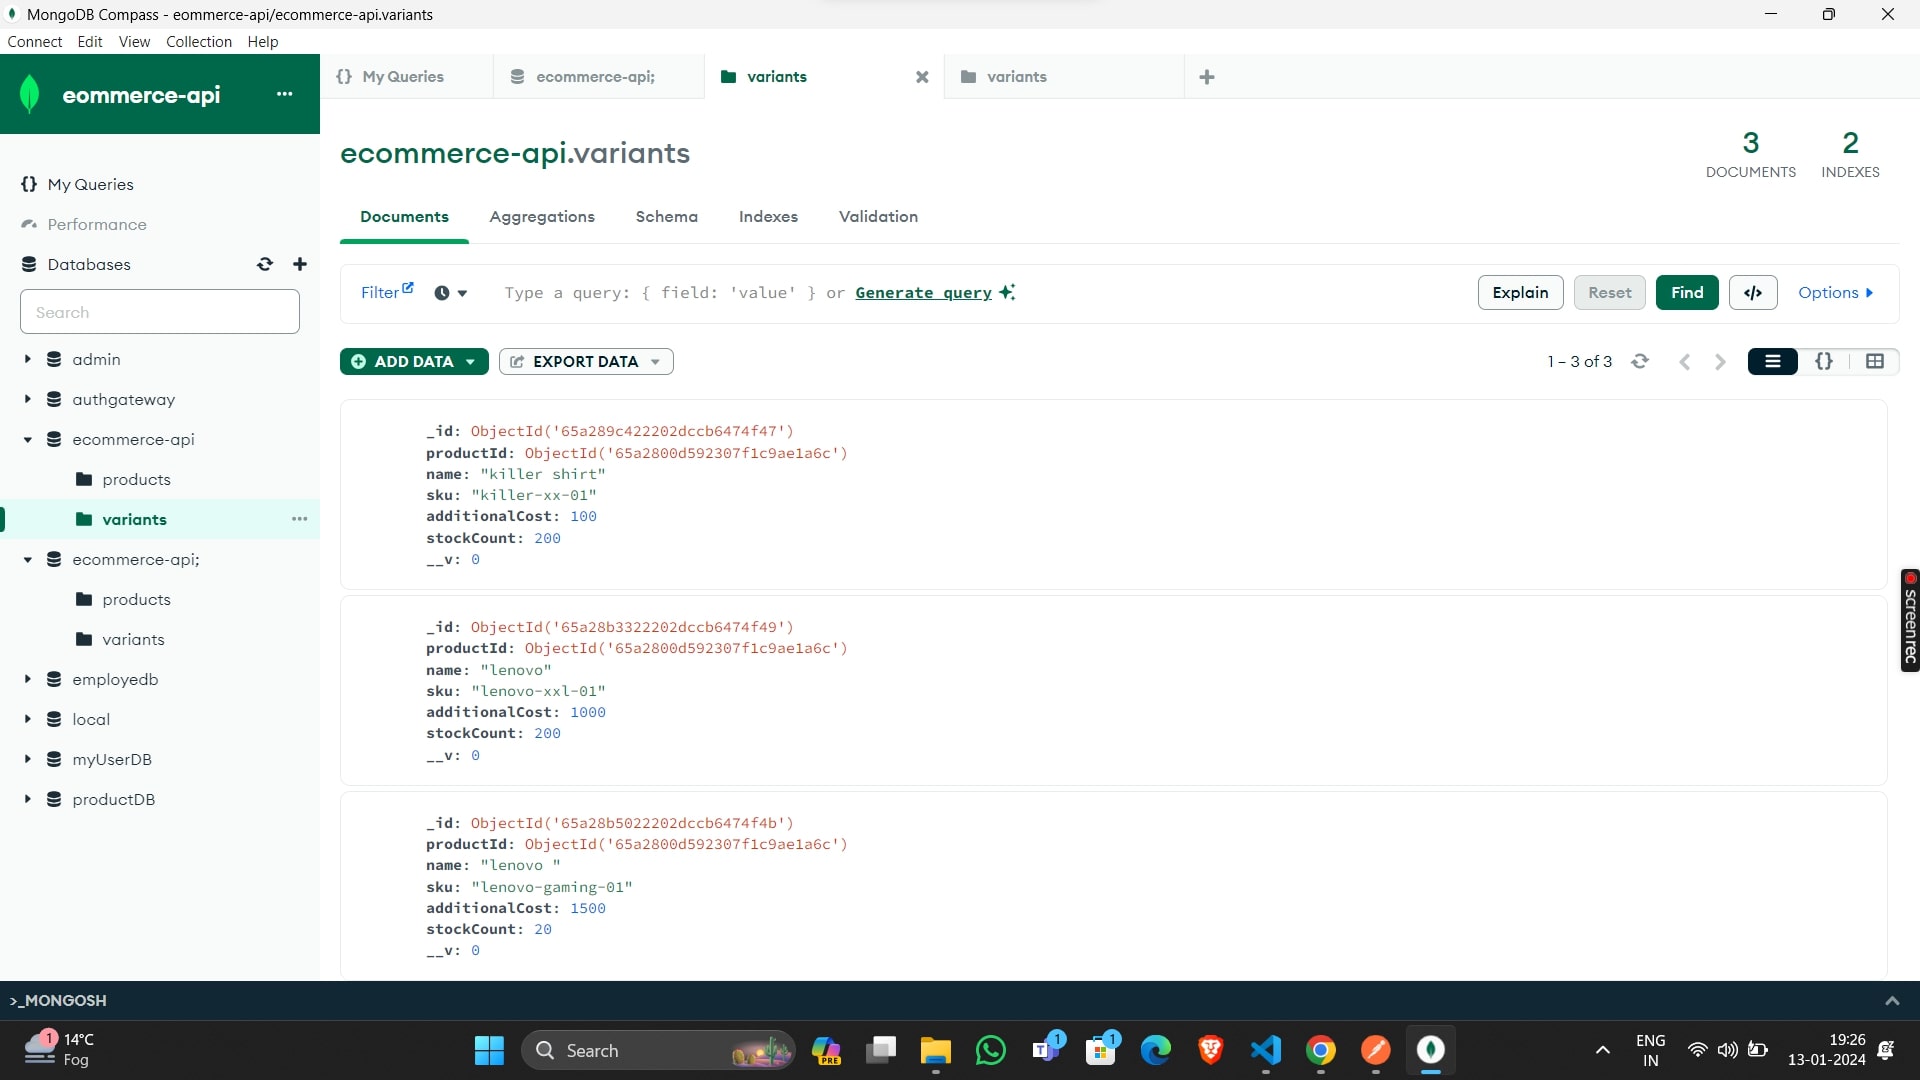 MongoDB Compass - eommerce-api/ecommerce-api.variants
Connect Edit View Collection Help
eommerce-api
My Queries
ecommerce-api;
variants
variants
ecommerce-api.variants
3
DOCUMENTS
2
INDEXES
My Queries
Performance
Databases
Search
admin
authgateway
ecommerce-api
products
variants
ecommerce-api;
products
variants
employedb
local
myUserDB
productDB
Documents Aggregations Schema Indexes Validation
Filter Type a query: { field: 'value' } or Generate query Explain Reset Find </> Options
ADD DATA EXPORT DATA 1 – 3 of 3 {}
_id: ObjectId('65a289c422202dccb6474f47')
productId: ObjectId('65a2800d592307f1c9ae1a6c')
name: "killer shirt"
sku: "killer-xx-01"
additionalCost: 100
stockCount: 200
__v: 0
_id: ObjectId('65a28b3322202dccb6474f49')
productId: ObjectId('65a2800d592307f1c9ae1a6c')
name: "lenovo"
sku: "lenovo-xxl-01"
additionalCost: 1000
stockCount: 200
__v: 0
_id: ObjectId('65a28b5022202dccb6474f4b')
productId: ObjectId('65a2800d592307f1c9ae1a6c')
name: "lenovo "
sku: "lenovo-gaming-01"
additionalCost: 1500
stockCount: 20
__v: 0
screenrec
>_MONGOSH
1
14°C
Fog
Search
PRE
1
1
ENG
IN
19:26
13-01-2024